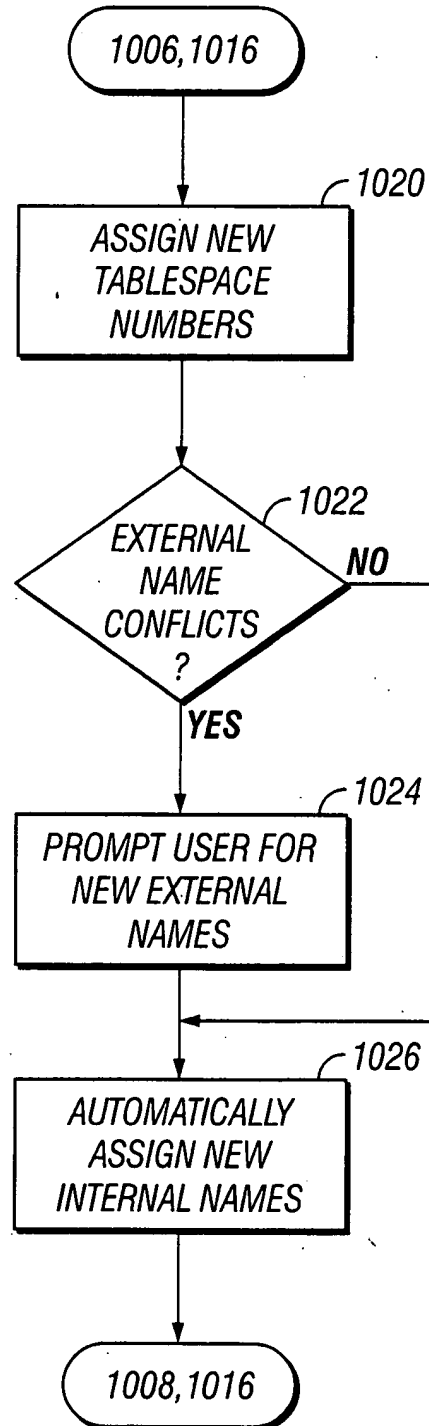 1006,1016
1020
ASSIGN NEW
TABLESPACE
NUMBERS
1022
EXTERNAL
NAME
CONFLICTS
?
NO
YES
1024
PROMPT USER FOR
NEW EXTERNAL
NAMES
1026
AUTOMATICALLY
ASSIGN NEW
INTERNAL NAMES
1008,1016